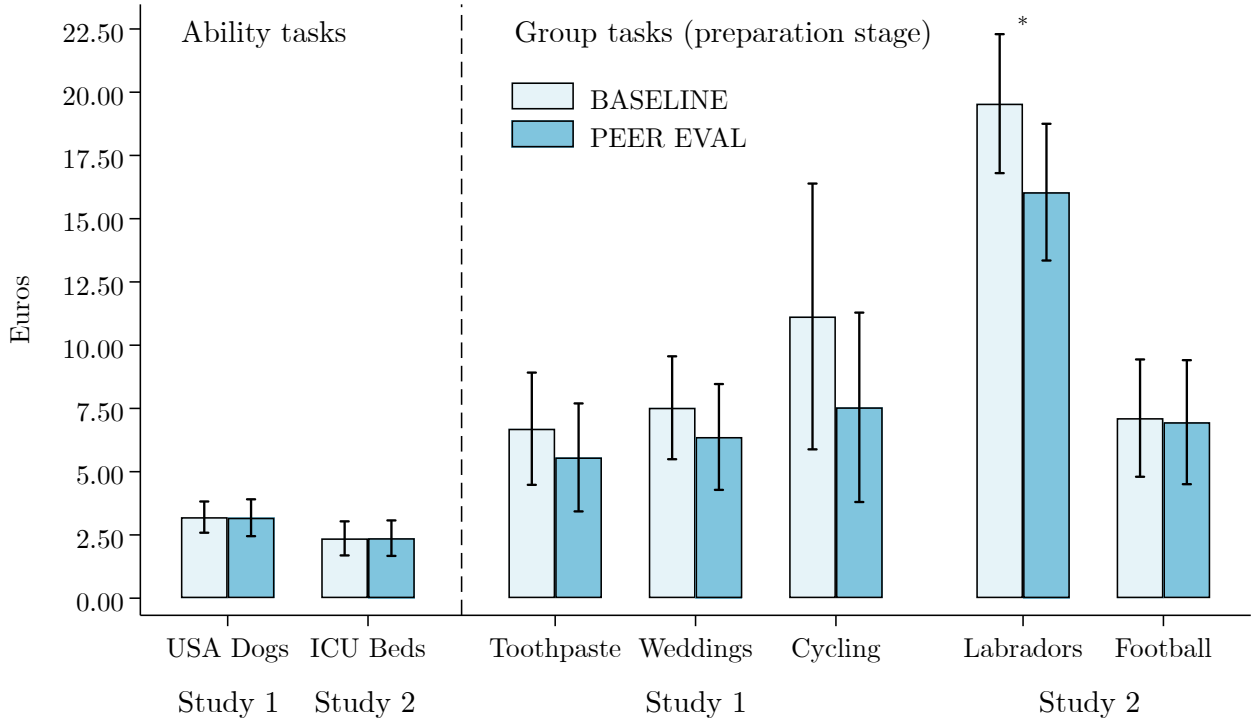 Ability tasks
Group tasks (preparation stage)
*
BASELINE
PEER EVAL
Euros
22.50
20.00
17.50
15.00
12.50
10.00
7.50
5.00
2.50
0.00
USA Dogs ICU Beds Toothpaste Weddings Cycling Labradors Football
Study 1 Study 2 Study 1 Study 2